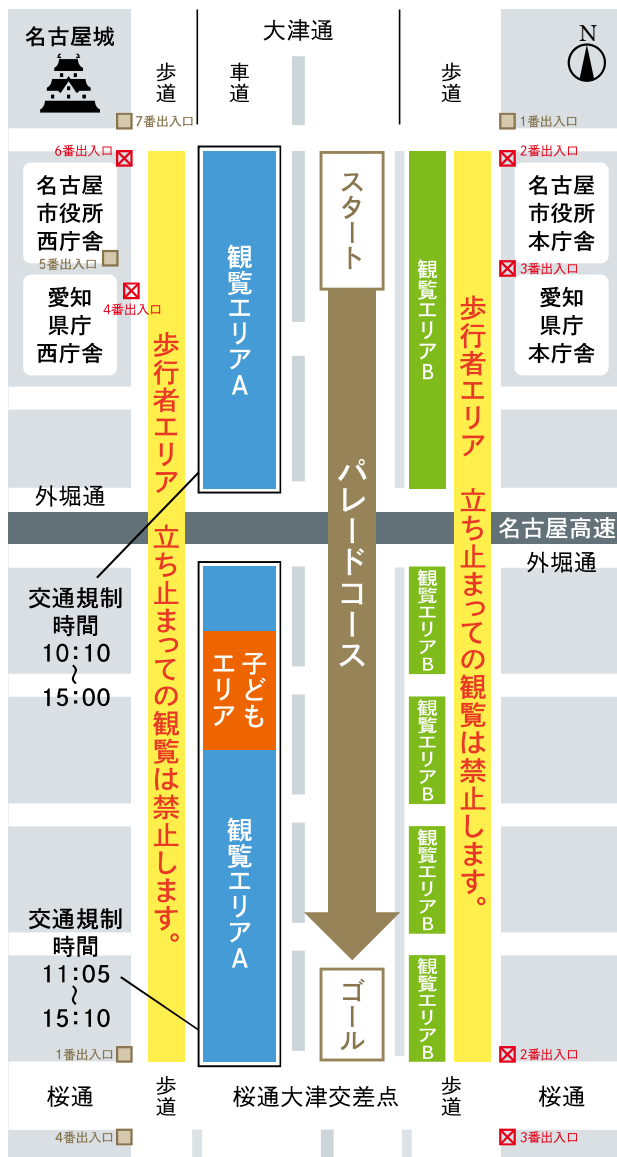 大津通
N
名古屋城
歩道
車道
歩道
7番出入口
1番出入口
6番出入口
2番出入口
名古屋
市役所
西庁舎
5番出入口
名古屋
市役所
本庁舎
3番出入口
愛知
県庁
西庁舎
4番出入口
愛知
県庁
本庁舎
スタート
観覧エリアA
観覧エリアB
歩行者エリア 立ち止まっての観覧は禁止します。
歩行者エリア 立ち止まっての観覧は禁止します。
パレードコース
外堀通
名古屋高速
外堀通
交通規制
時間
10:10
~
15:00
観覧エリアB
子ども
エリア
観覧エリアB
観覧エリアA
観覧エリアB
交通規制
時間
11:05
~
15:10
観覧エリアB
ゴール
1番出入口
2番出入口
桜通
歩道
桜通大津交差点
歩道
桜通
4番出入口
3番出入口